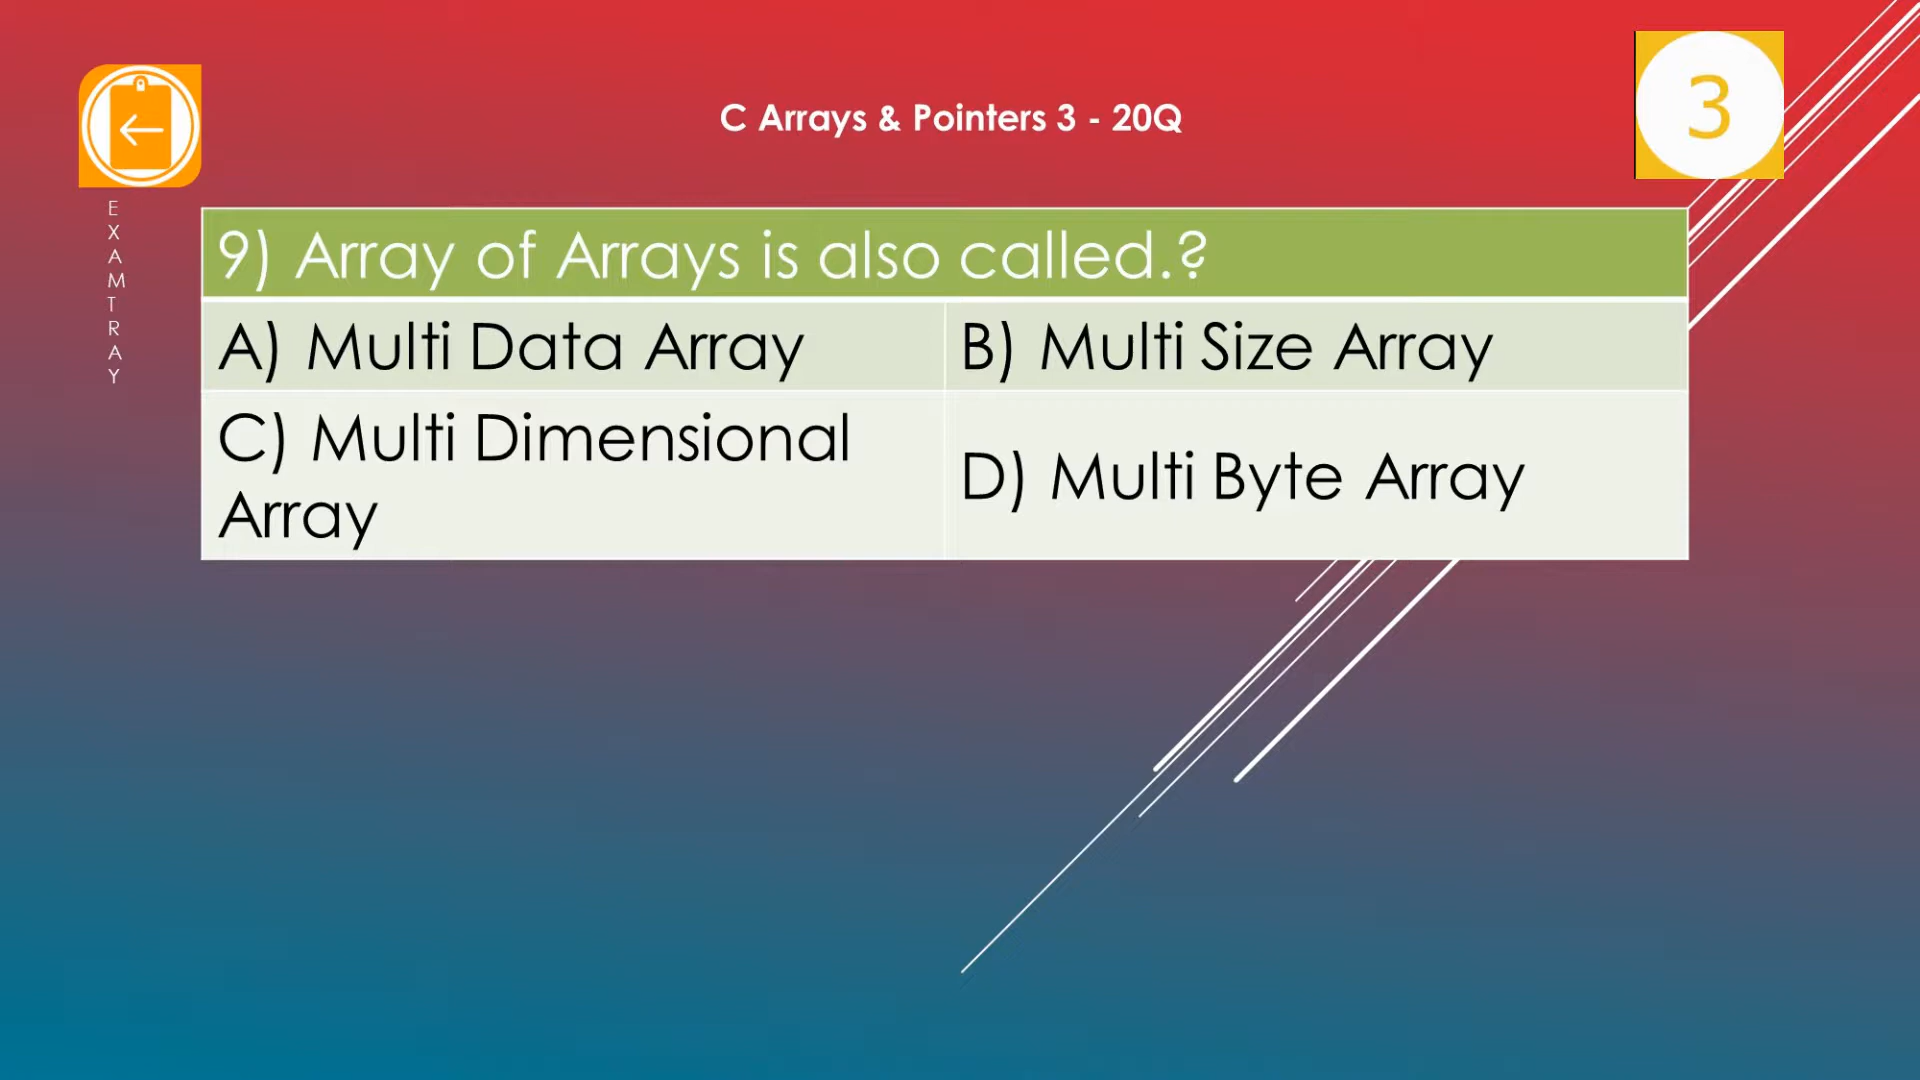 C Arrays & Pointers 3 - 20Q
3
E
X
A
M
T
R
A
Y
9) Array of Arrays is also called.?
A) Multi Data Array
B) Multi Size Array
C) Multi Dimensional
Array
D) Multi Byte Array